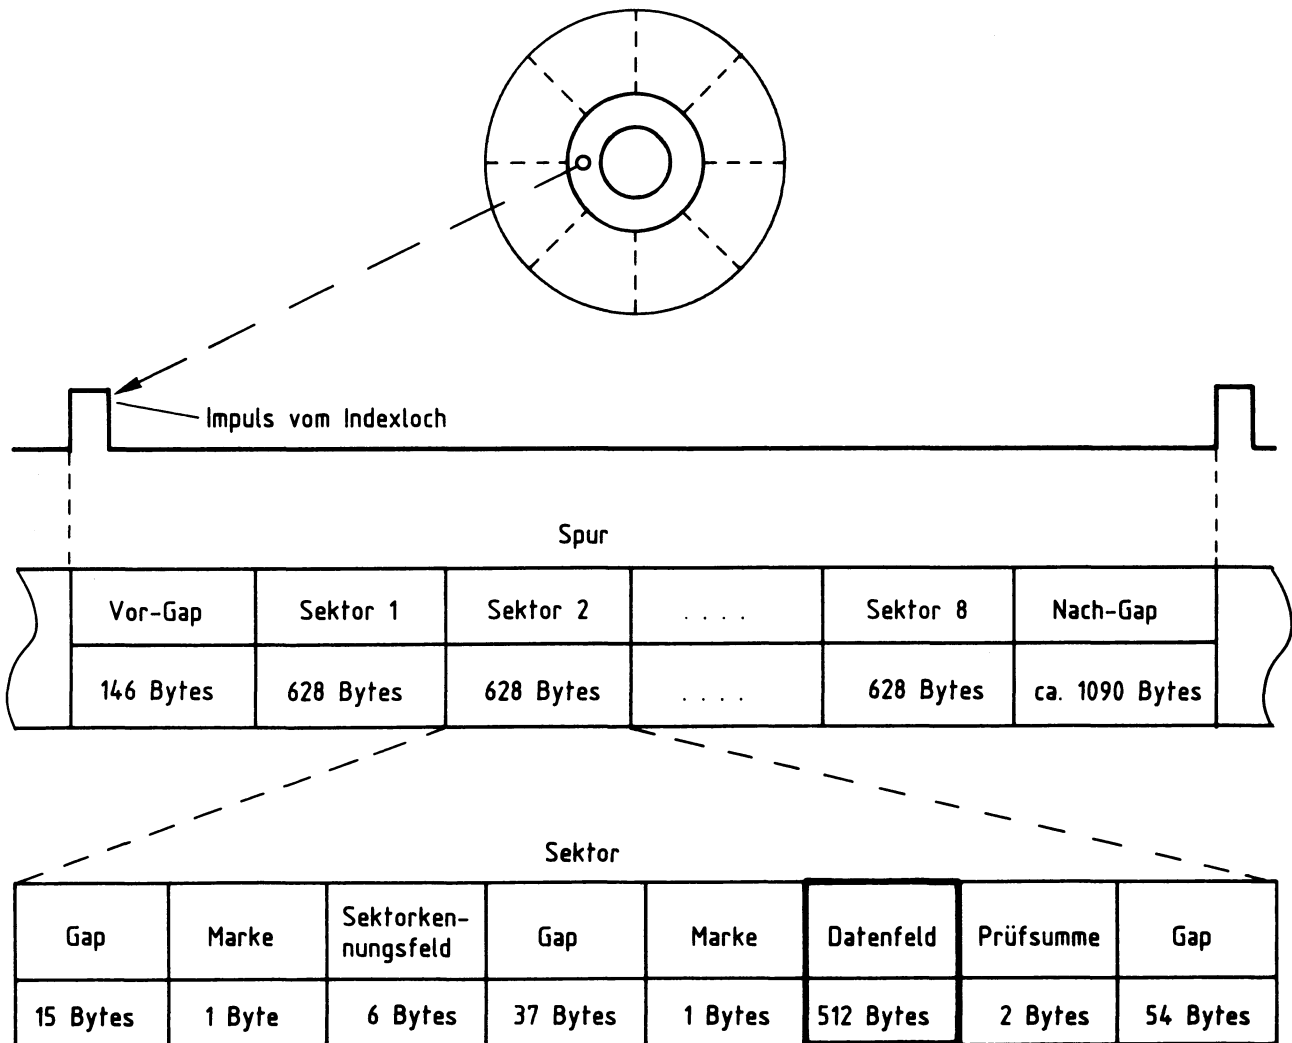 Impuls vom Indexloch
Spur
Vor-Gap
Sektor 1
Sektor 2
. . . .
Sektor 8
Nach-Gap
146 Bytes
628 Bytes
628 Bytes
. . . .
628 Bytes
ca. 1090 Bytes
Sektor
Gap
Marke
Sektorken-
nungsfeld
Gap
Marke
Datenfeld
Prüfsumme
Gap
15 Bytes
1 Byte
6 Bytes
37 Bytes
1 Bytes
512 Bytes
2 Bytes
54 Bytes